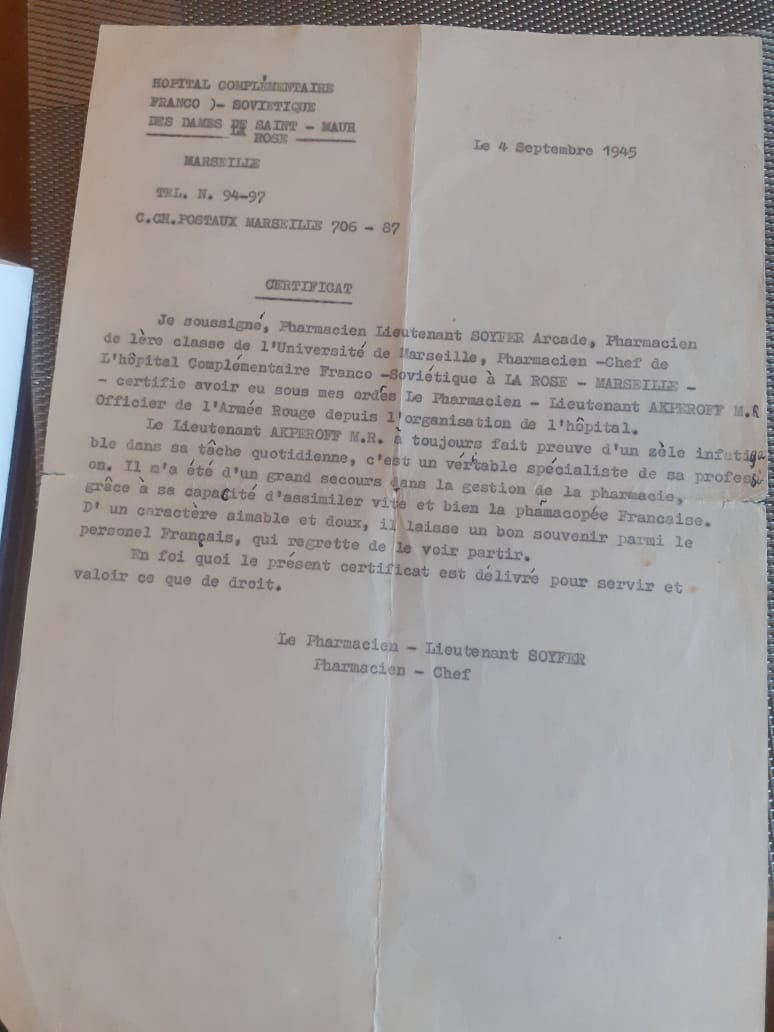 HOPITAL COMPLÉMENTAIRE
FRANCO )- SOVIETIQUE
DES DAMES DE SAINT - MAUR
LA ROSE
MARSEILLE
TEL. N. 94-97
C.CH.POSTAUX MARSEILLE 706 - 87
Le 4 Septembre 1945
CERTIFICAT
Je soussigné, Pharmacien Lieutenant SOYFER Arcade, Pharmacien
de 1ère classe de l'Université de Marseille, Pharmacien -Chef de
L'hôpital Complémentaire Franco -Soviétique à LA ROSE - MARSEILLE -
- certifie avoir eu sous mes ordres Le Pharmacien - Lieutenant AKPEROFF M.R
Officier de l'Armée Rouge depuis l'organisation de l'hôpital.
Le Lieutenant AKPEROFF M.R. à toujours fait preuve d'un zèle infatiga
ble dans sa tâche quotidienne, c'est un vértable spécialiste de sa professi
on. Il m'a été d'un grand secours dans la gestion de la pharmacie,
grâce à sa capacité d'assimiler vite et bien la phamacopée Francaise.
D' un caractère aimable et doux, il laisse un bon souvenir parmi le
personel Français, qui regrette de le voir partir.
En foi quoi le présent certificat est délivré pour servir et
valoir ce que de droit.
Le Pharmacien - Lieutenant SOYFER
Pharmacien - Chef